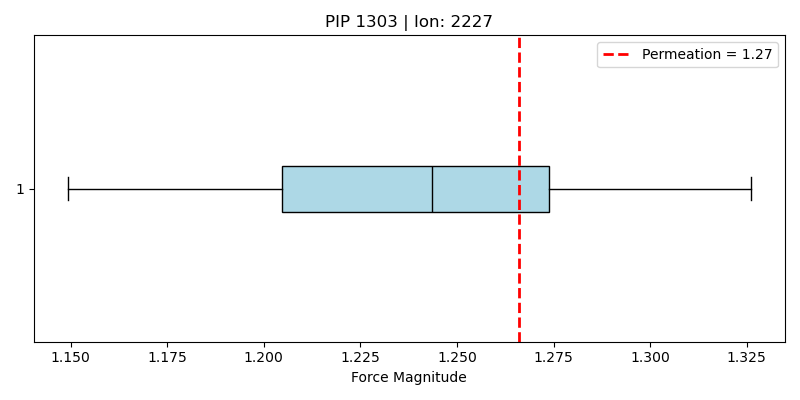 PIP 1303 | Ion: 2227
Permeation = 1.27
1
1.150 1.175 1.200 1.225 1.250 1.275 1.300 1.325
Force Magnitude